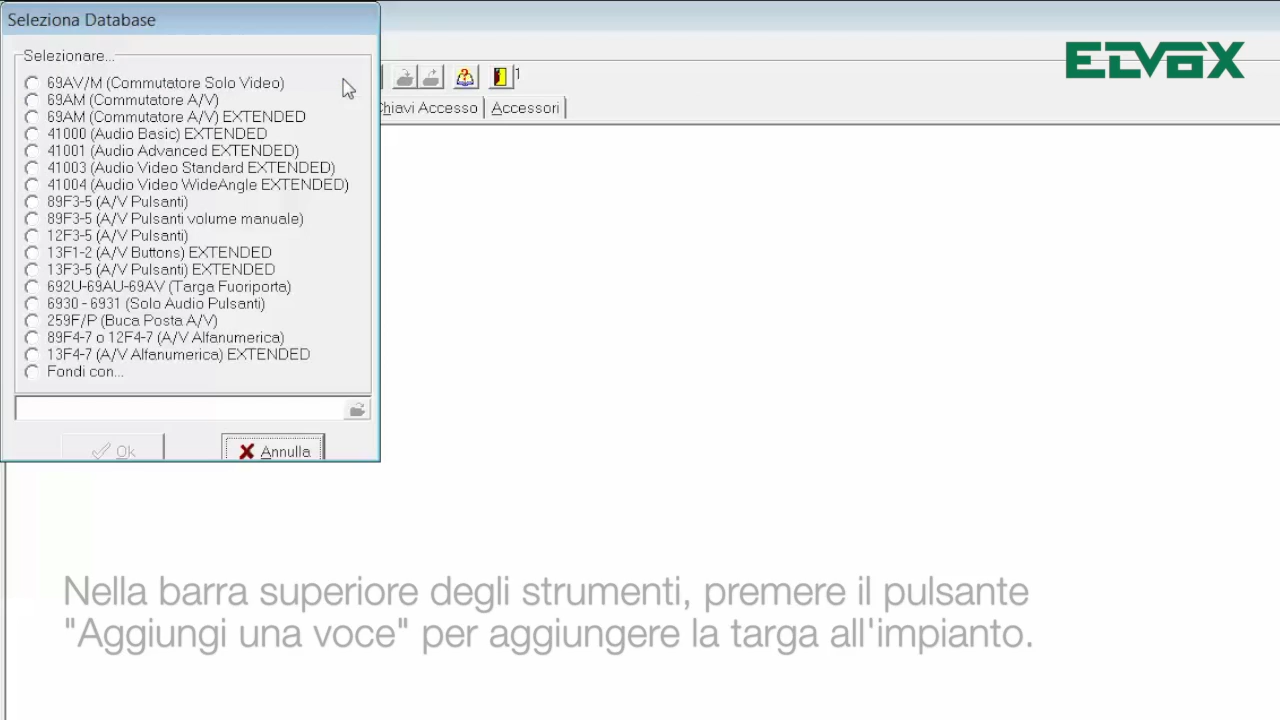 Seleziona Database
ELVOX
Selezionare...
1
69AV/M (Commutatore Solo Video)
69AM (Commutatore A/V)
Chiavi Accesso
Accessori
69AM (Commutatore A/V) EXTENDED
41000 (Audio Basic) EXTENDED
41001 (Audio Advanced EXTENDED)
41003 (Audio Video Standard EXTENDED)
41004 (Audio Video WideAngle EXTENDED)
89F3-5 (A/V Pulsanti)
89F3-5 (A/V Pulsanti volume manuale)
12F3-5 (A/V Pulsanti)
13F1-2 (A/V Buttons) EXTENDED
13F3-5 (A/V Pulsanti) EXTENDED
692U-69AU-69AV (Targa Fuoriporta)
6930 - 6931 (Solo Audio Pulsanti)
259F/P (Buca Posta A/V)
89F4-7 o 12F4-7 (A/V Alfanumerica)
13F4-7 (A/V Alfanumerica) EXTENDED
Fondi con...
Ok
Annulla
Nella barra superiore degli strumenti, premere il pulsante
"Aggiungi una voce" per aggiungere la targa all'impianto.